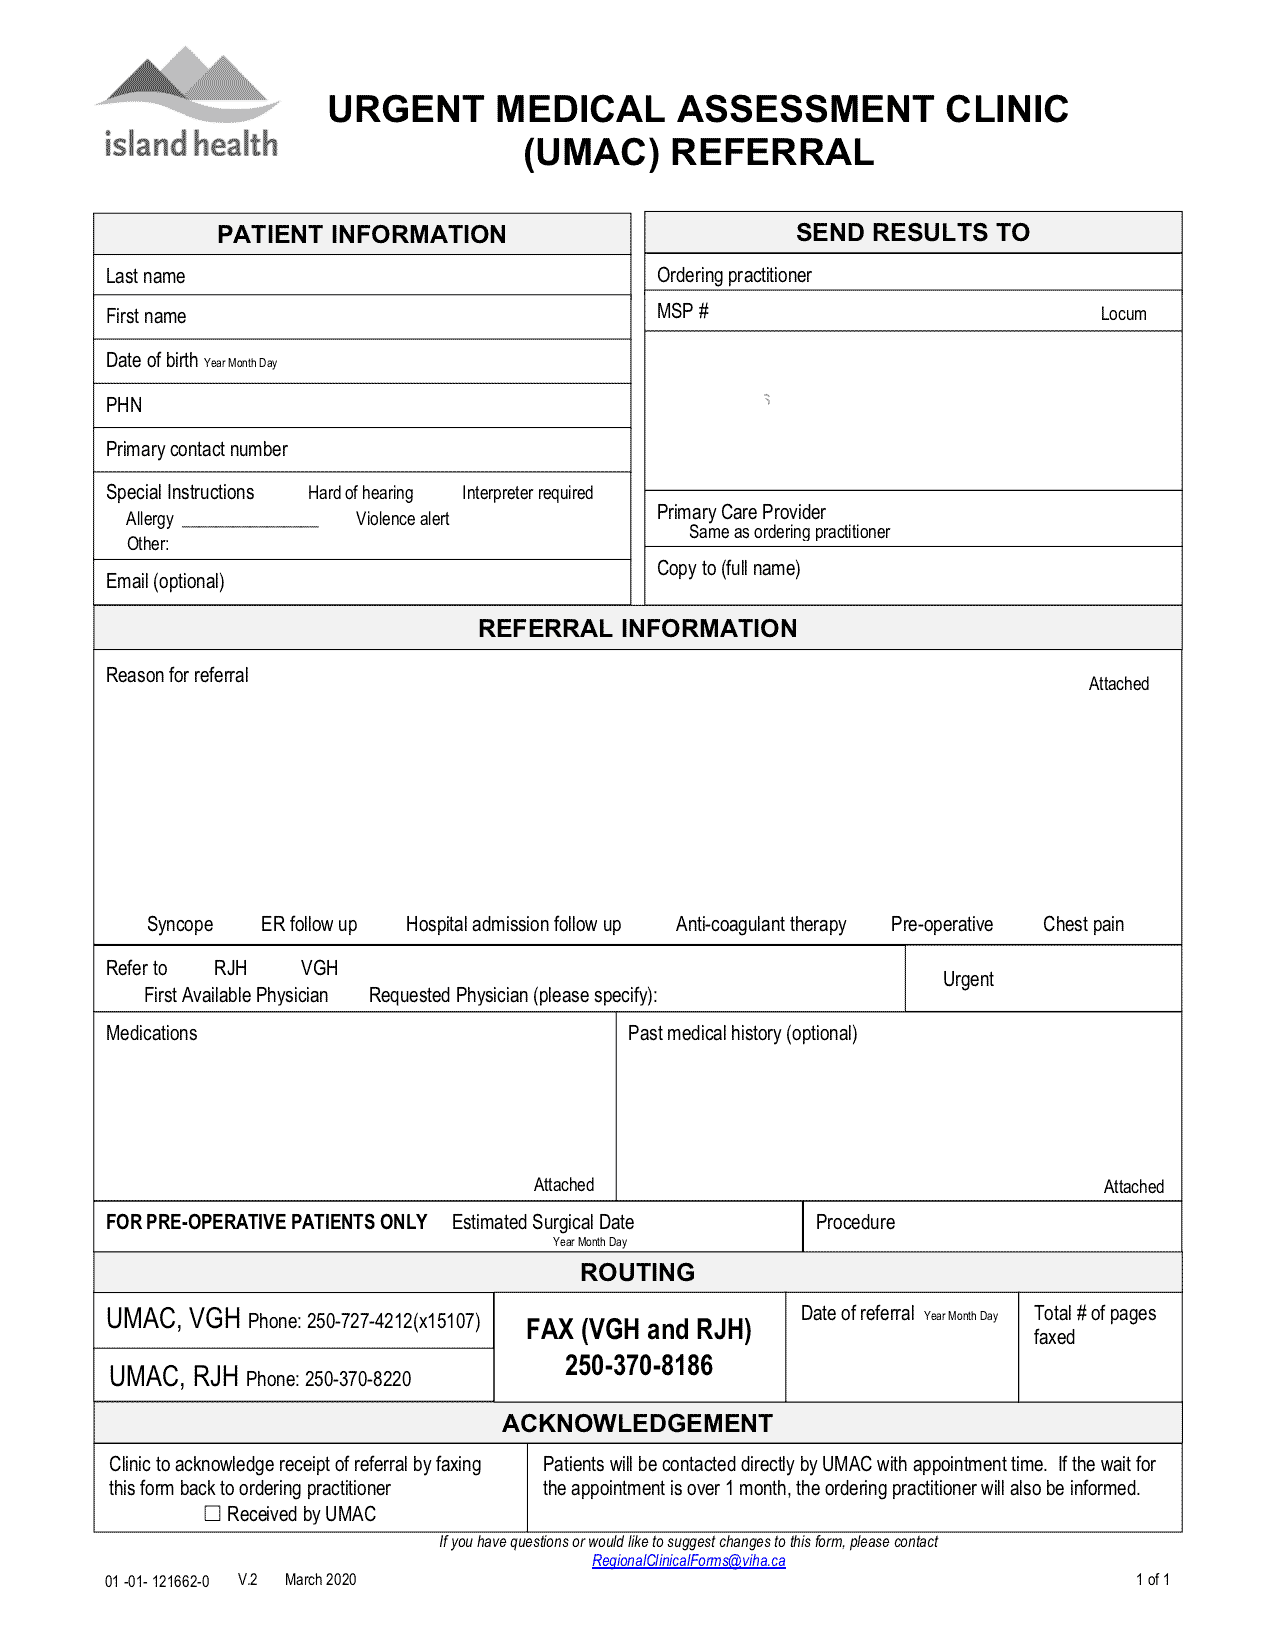 island health
URGENT MEDICAL ASSESSMENT CLINIC
(UMAC) REFERRAL
PATIENT INFORMATION
Last name
First name
Date of birth Year Month Day
PHN
Primary contact number
Special Instructions Hard of hearing Interpreter required
Allergy ________________ Violence alert
Other:
Email (optional)
SEND RESULTS TO
Ordering practitioner
MSP # Locum
Primary Care Provider
Same as ordering practitioner
Copy to (full name)
REFERRAL INFORMATION
Reason for referral
Attached
Syncope ER follow up Hospital admission follow up Anti-coagulant therapy Pre-operative Chest pain
Refer to RJH VGH
First Available Physician Requested Physician (please specify):
Urgent
Medications
Attached
Past medical history (optional)
Attached
FOR PRE-OPERATIVE PATIENTS ONLY Estimated Surgical Date
Year Month Day
Procedure
ROUTING
UMAC, VGH Phone: 250-727-4212(x15107)
UMAC, RJH Phone: 250-370-8220
FAX (VGH and RJH)
250-370-8186
Date of referral Year Month Day
Total # of pages
faxed
ACKNOWLEDGEMENT
Clinic to acknowledge receipt of referral by faxing
this form back to ordering practitioner
☐ Received by UMAC
Patients will be contacted directly by UMAC with appointment time. If the wait for
the appointment is over 1 month, the ordering practitioner will also be informed.
If you have questions or would like to suggest changes to this form, please contact
RegionalClinicalForms@viha.ca
01 -01- 121662-0 V.2 March 2020 1 of 1